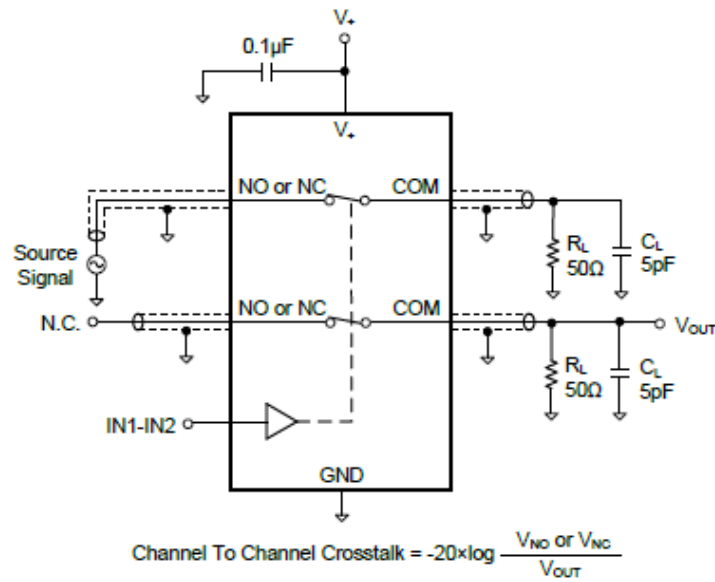 V+
0.1µF
V+
NO or NC
COM
Source
Signal
RL
50Ω
CL
5pF
N.C.
NO or NC
COM
VOUT
RL
50Ω
CL
5pF
IN1-IN2
GND
Channel To Channel Crosstalk = -20×log VNO or VNC
VOUT